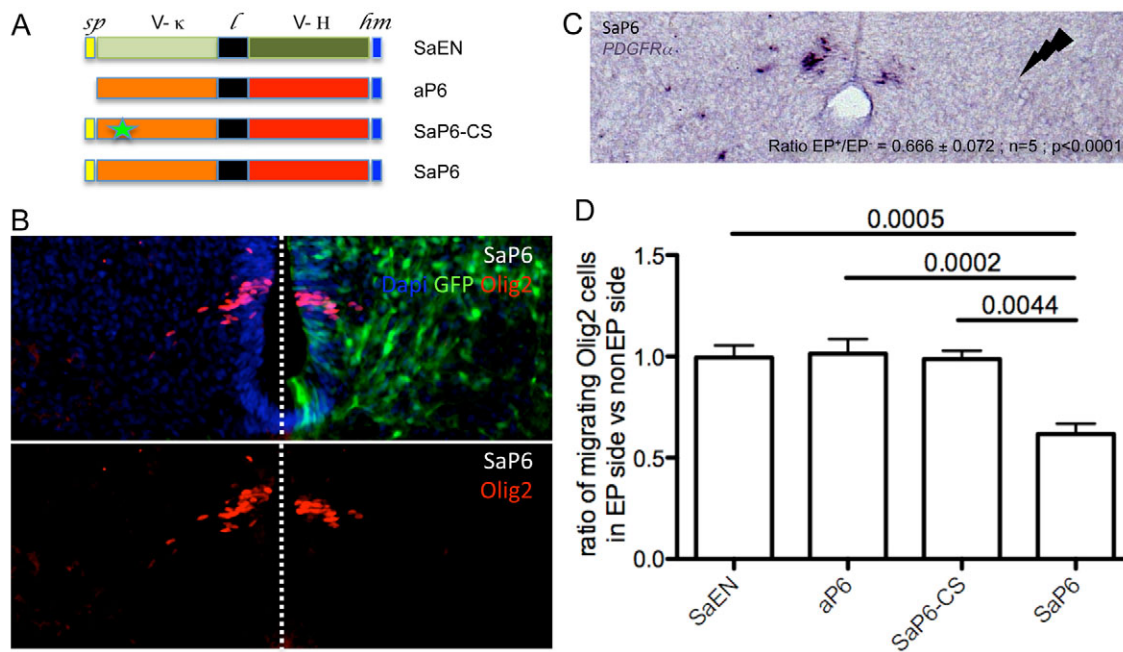 A
sp V-κ l V-H hm
SaEN
aP6
SaP6-CS
SaP6
B
SaP6
Dapi GFP Olig2
SaP6
Olig2
C
SaP6
PDGFRα
Ratio EP⁺/EP⁻ = 0.666 ± 0.072 ; n=5 ; p<0.0001
D
0.0005
0.0002
0.0044
ratio of migrating Olig2 cells
in EP side vs nonEP side
1.5
1.0
0.5
0.0
SaEN
aP6
SaP6-CS
SaP6